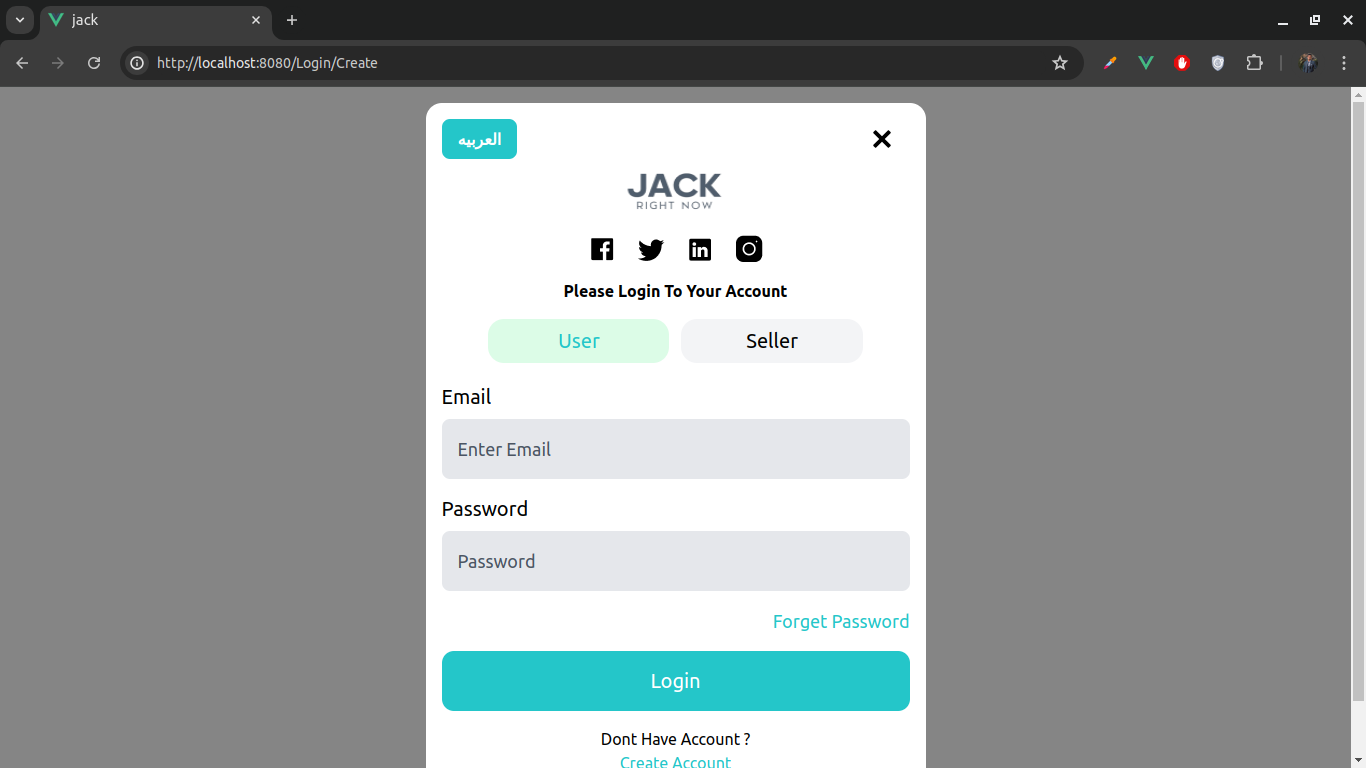 jack
http://localhost:8080/Login/Create
العربيه
JACK
RIGHT NOW
Please Login To Your Account
User Seller
Email
Enter Email
Password
Password
Forget Password
Login
Dont Have Account ?
Create Account